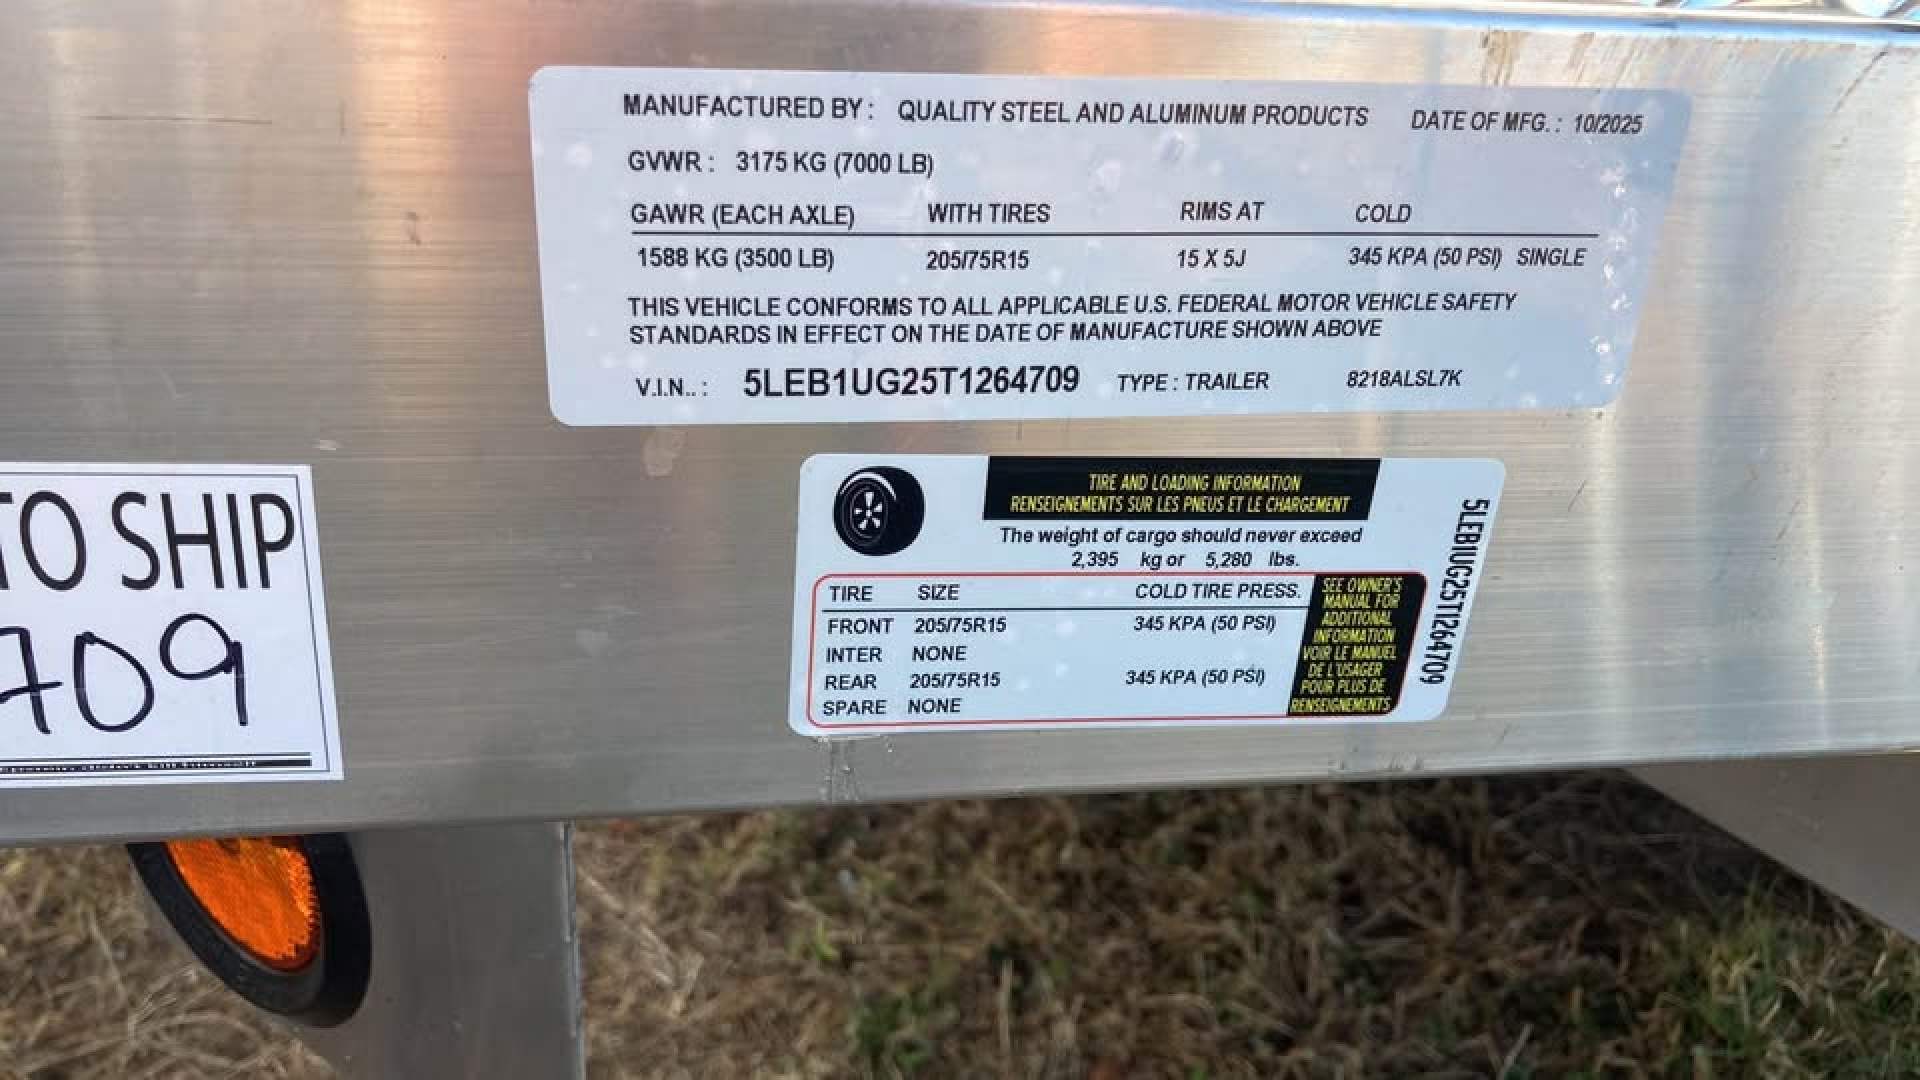 MANUFACTURED BY : QUALITY STEEL AND ALUMINUM PRODUCTS DATE OF MFG. : 10/2025
GVWR : 3175 KG (7000 LB)
GAWR (EACH AXLE) WITH TIRES RIMS AT COLD
1588 KG (3500 LB) 205/75R15 15 X 5J 345 KPA (50 PSI) SINGLE
THIS VEHICLE CONFORMS TO ALL APPLICABLE U.S. FEDERAL MOTOR VEHICLE SAFETY
STANDARDS IN EFFECT ON THE DATE OF MANUFACTURE SHOWN ABOVE
V.I.N.. : 5LEB1UG25T1264709 TYPE : TRAILER 8218ALSL7K
TO SHIP
709
TIRE AND LOADING INFORMATION
RENSEIGNEMENTS SUR LES PNEUS ET LE CHARGEMENT
The weight of cargo should never exceed
2,395 kg or 5,280 lbs.
TIRE SIZE COLD TIRE PRESS.
FRONT 205/75R15 345 KPA (50 PSI)
INTER NONE
REAR 205/75R15 345 KPA (50 PSI)
SPARE NONE
SEE OWNER'S
MANUAL FOR
ADDITIONAL
INFORMATION
VOIR LE MANUEL
DE L'USAGER
POUR PLUS DE
RENSEIGNEMENTS
5LEB1UG25T1264709